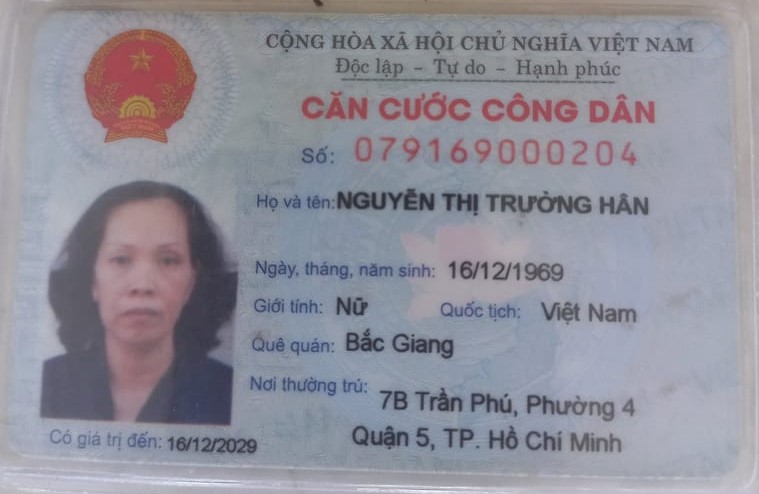 CỘNG HÒA XÃ HỘI CHỦ NGHĨA VIỆT NAM
Độc lập - Tự do - Hạnh phúc
CĂN CƯỚC CÔNG DÂN
Số: 079169000204
Họ và tên: NGUYỄN THỊ TRƯỜNG HÂN
Ngày, tháng, năm sinh: 16/12/1969
Giới tính: Nữ Quốc tịch: Việt Nam
Quê quán: Bắc Giang
Nơi thường trú: 7B Trần Phú, Phường 4
Quận 5, TP. Hồ Chí Minh
Có giá trị đến: 16/12/2029